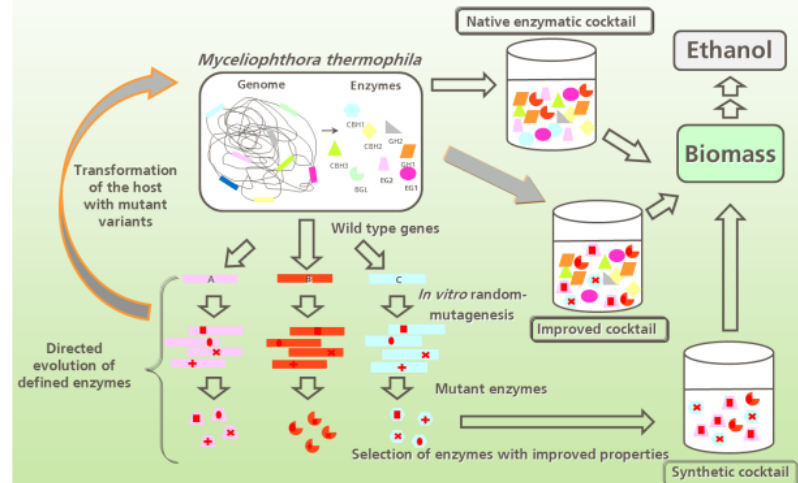 Native enzymatic cocktail
Ethanol
Myceliophthora thermophila
Genome
Enzymes
CBH1
CBH2
GH2
GH1
CBH3
BGL
EG2
EG1
Biomass
Transformation
of the host
with mutant
variants
Wild type genes
A
B
C
In vitro random-
mutagenesis
Improved cocktail
Directed
evolution of
defined enzymes
Mutant enzymes
Selection of enzymes with improved properties
Synthetic cocktail